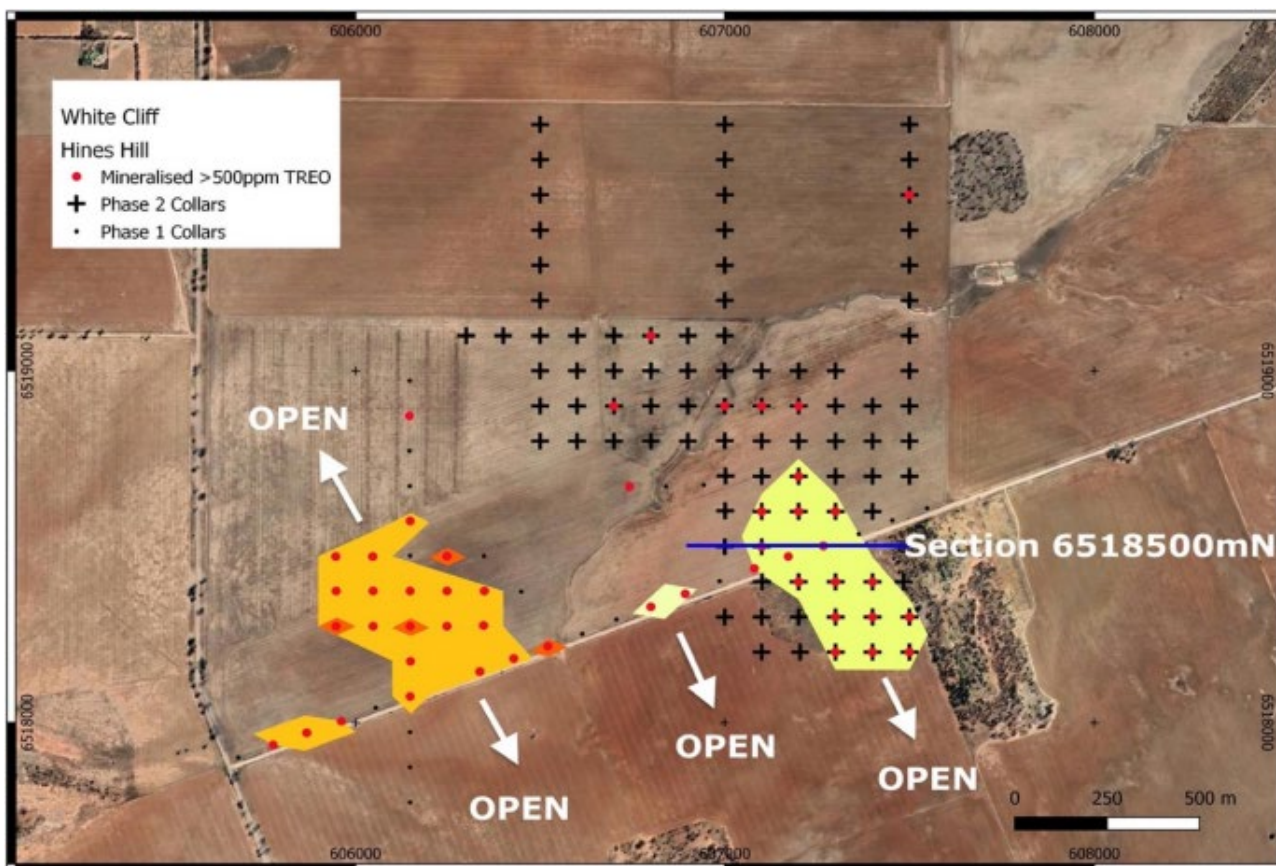 606000
607000
608000
White Cliff
Hines Hill
Mineralised >500ppm TREO
Phase 2 Collars
Phase 1 Collars
6519000
6519000
OPEN
Section 6518500mN
6518000
6518000
OPEN
OPEN
OPEN
0 250 500 m
606000
607000
608000